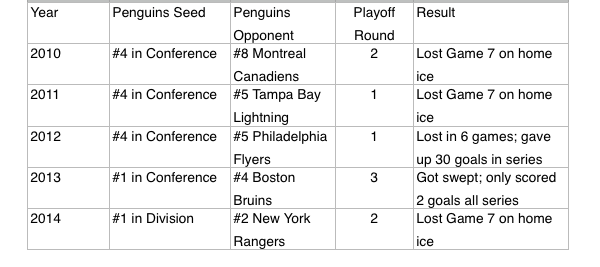 Year Penguins Seed Penguins Playoff Result
Opponent Round
2010 #4 in Conference #8 Montreal 2 Lost Game 7 on home
Canadiens ice
2011 #4 in Conference #5 Tampa Bay 1 Lost Game 7 on home
Lightning ice
2012 #4 in Conference #5 Philadelphia 1 Lost in 6 games; gave
Flyers up 30 goals in series
2013 #1 in Conference #4 Boston 3 Got swept; only scored
Bruins 2 goals all series
2014 #1 in Division #2 New York 2 Lost Game 7 on home
Rangers ice